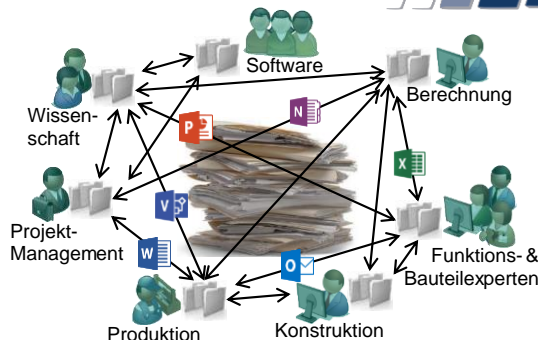 Software
Wissen-
schaft
Berechnung
P
N
X
V
Projekt-
Management
W
O
Funktions- &
Bauteilexperten
Produktion
Konstruktion